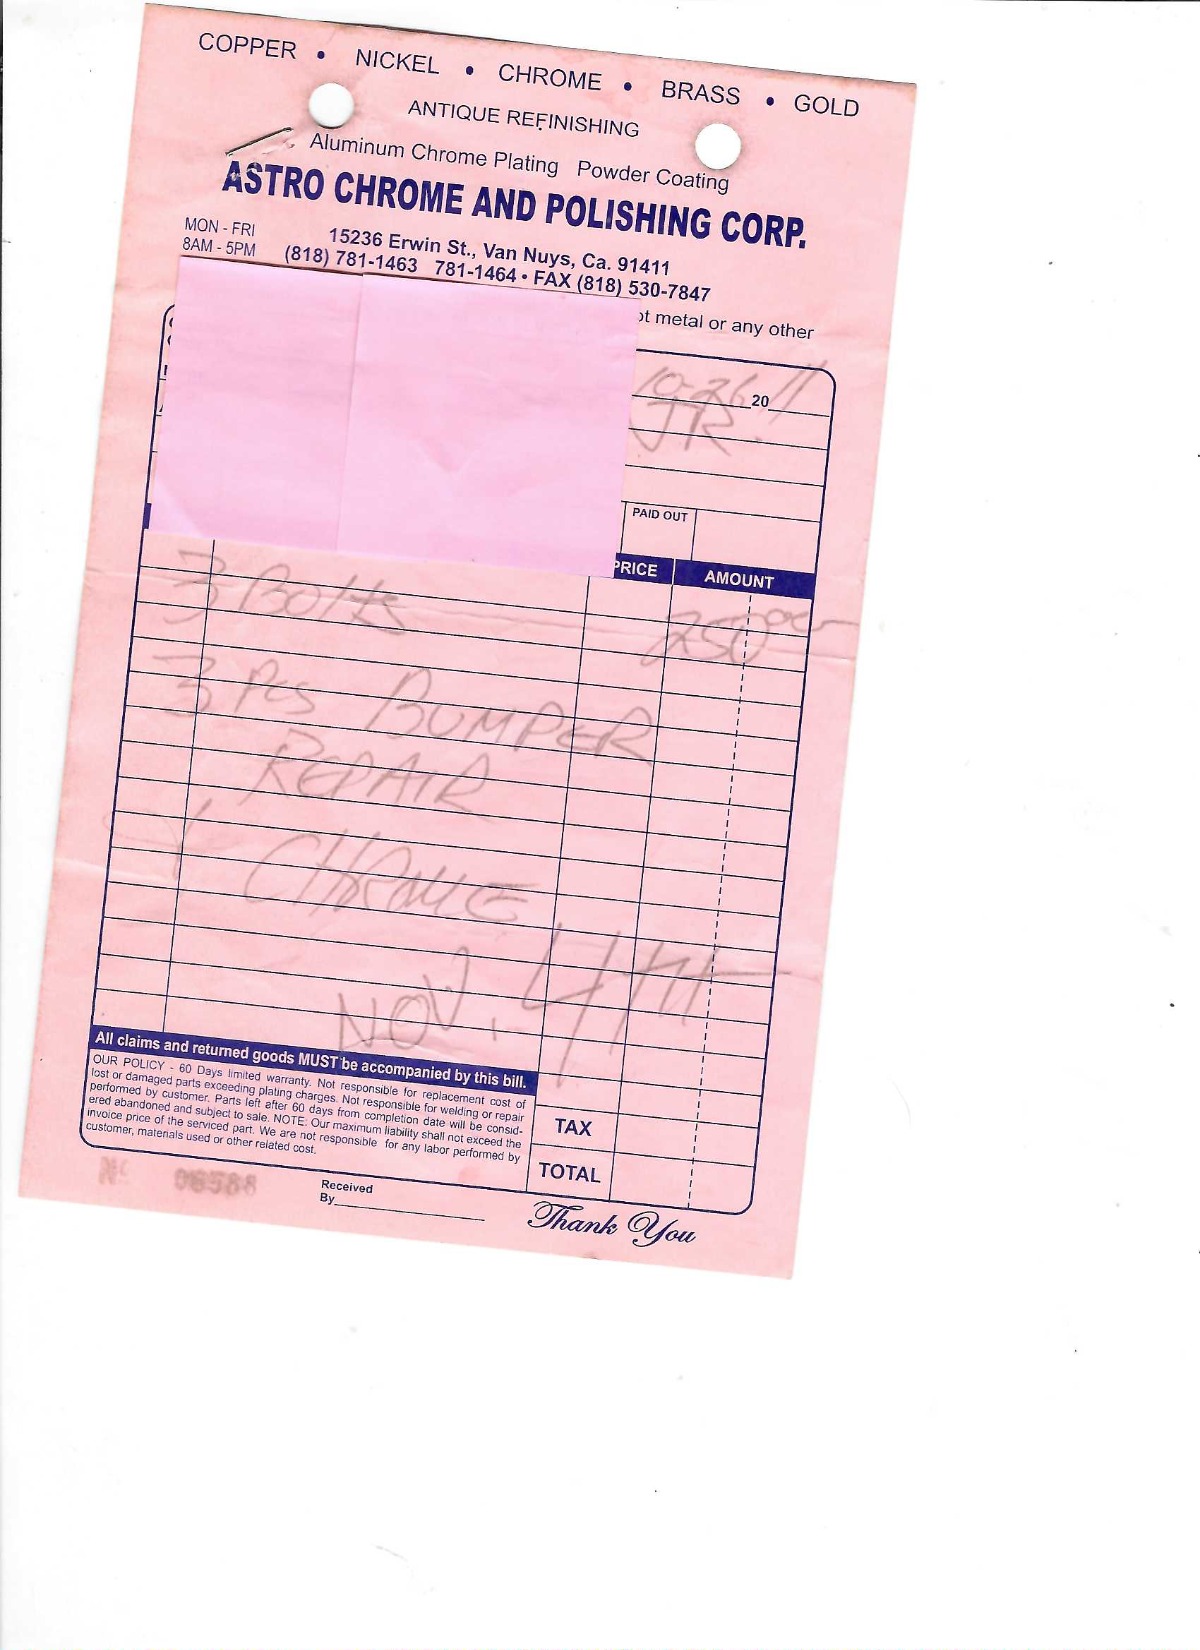 COPPER • NICKEL • CHROME • BRASS • GOLD
ANTIQUE REFINISHING
Aluminum Chrome Plating Powder Coating
ASTRO CHROME AND POLISHING CORP.
MON - FRI
8AM - 5PM
15236 Erwin St., Van Nuys, Ca. 91411
(818) 781-1463 781-1464 • FAX (818) 530-7847
metal or any other
10-26 20 11
JR.
PAID OUT
PRICE AMOUNT
3 Bolts 250 00
3 Pcs BUMPER
REPAIR
CHROME
NOV. 4TH
All claims and returned goods MUST be accompanied by this bill.
OUR POLICY - 60 Days limited warranty. Not responsible for replacement cost of
lost or damaged parts exceeding plating charges. Not responsible for welding or repair
performed by customer. Parts left after 60 days from completion date will be consid-
ered abandoned and subject to sale. NOTE: Our maximum liability shall not exceed the
invoice price of the serviced part. We are not responsible for any labor performed by
customer, materials used or other related cost.
TAX
TOTAL
Nº 08588
Received
By
Thank You